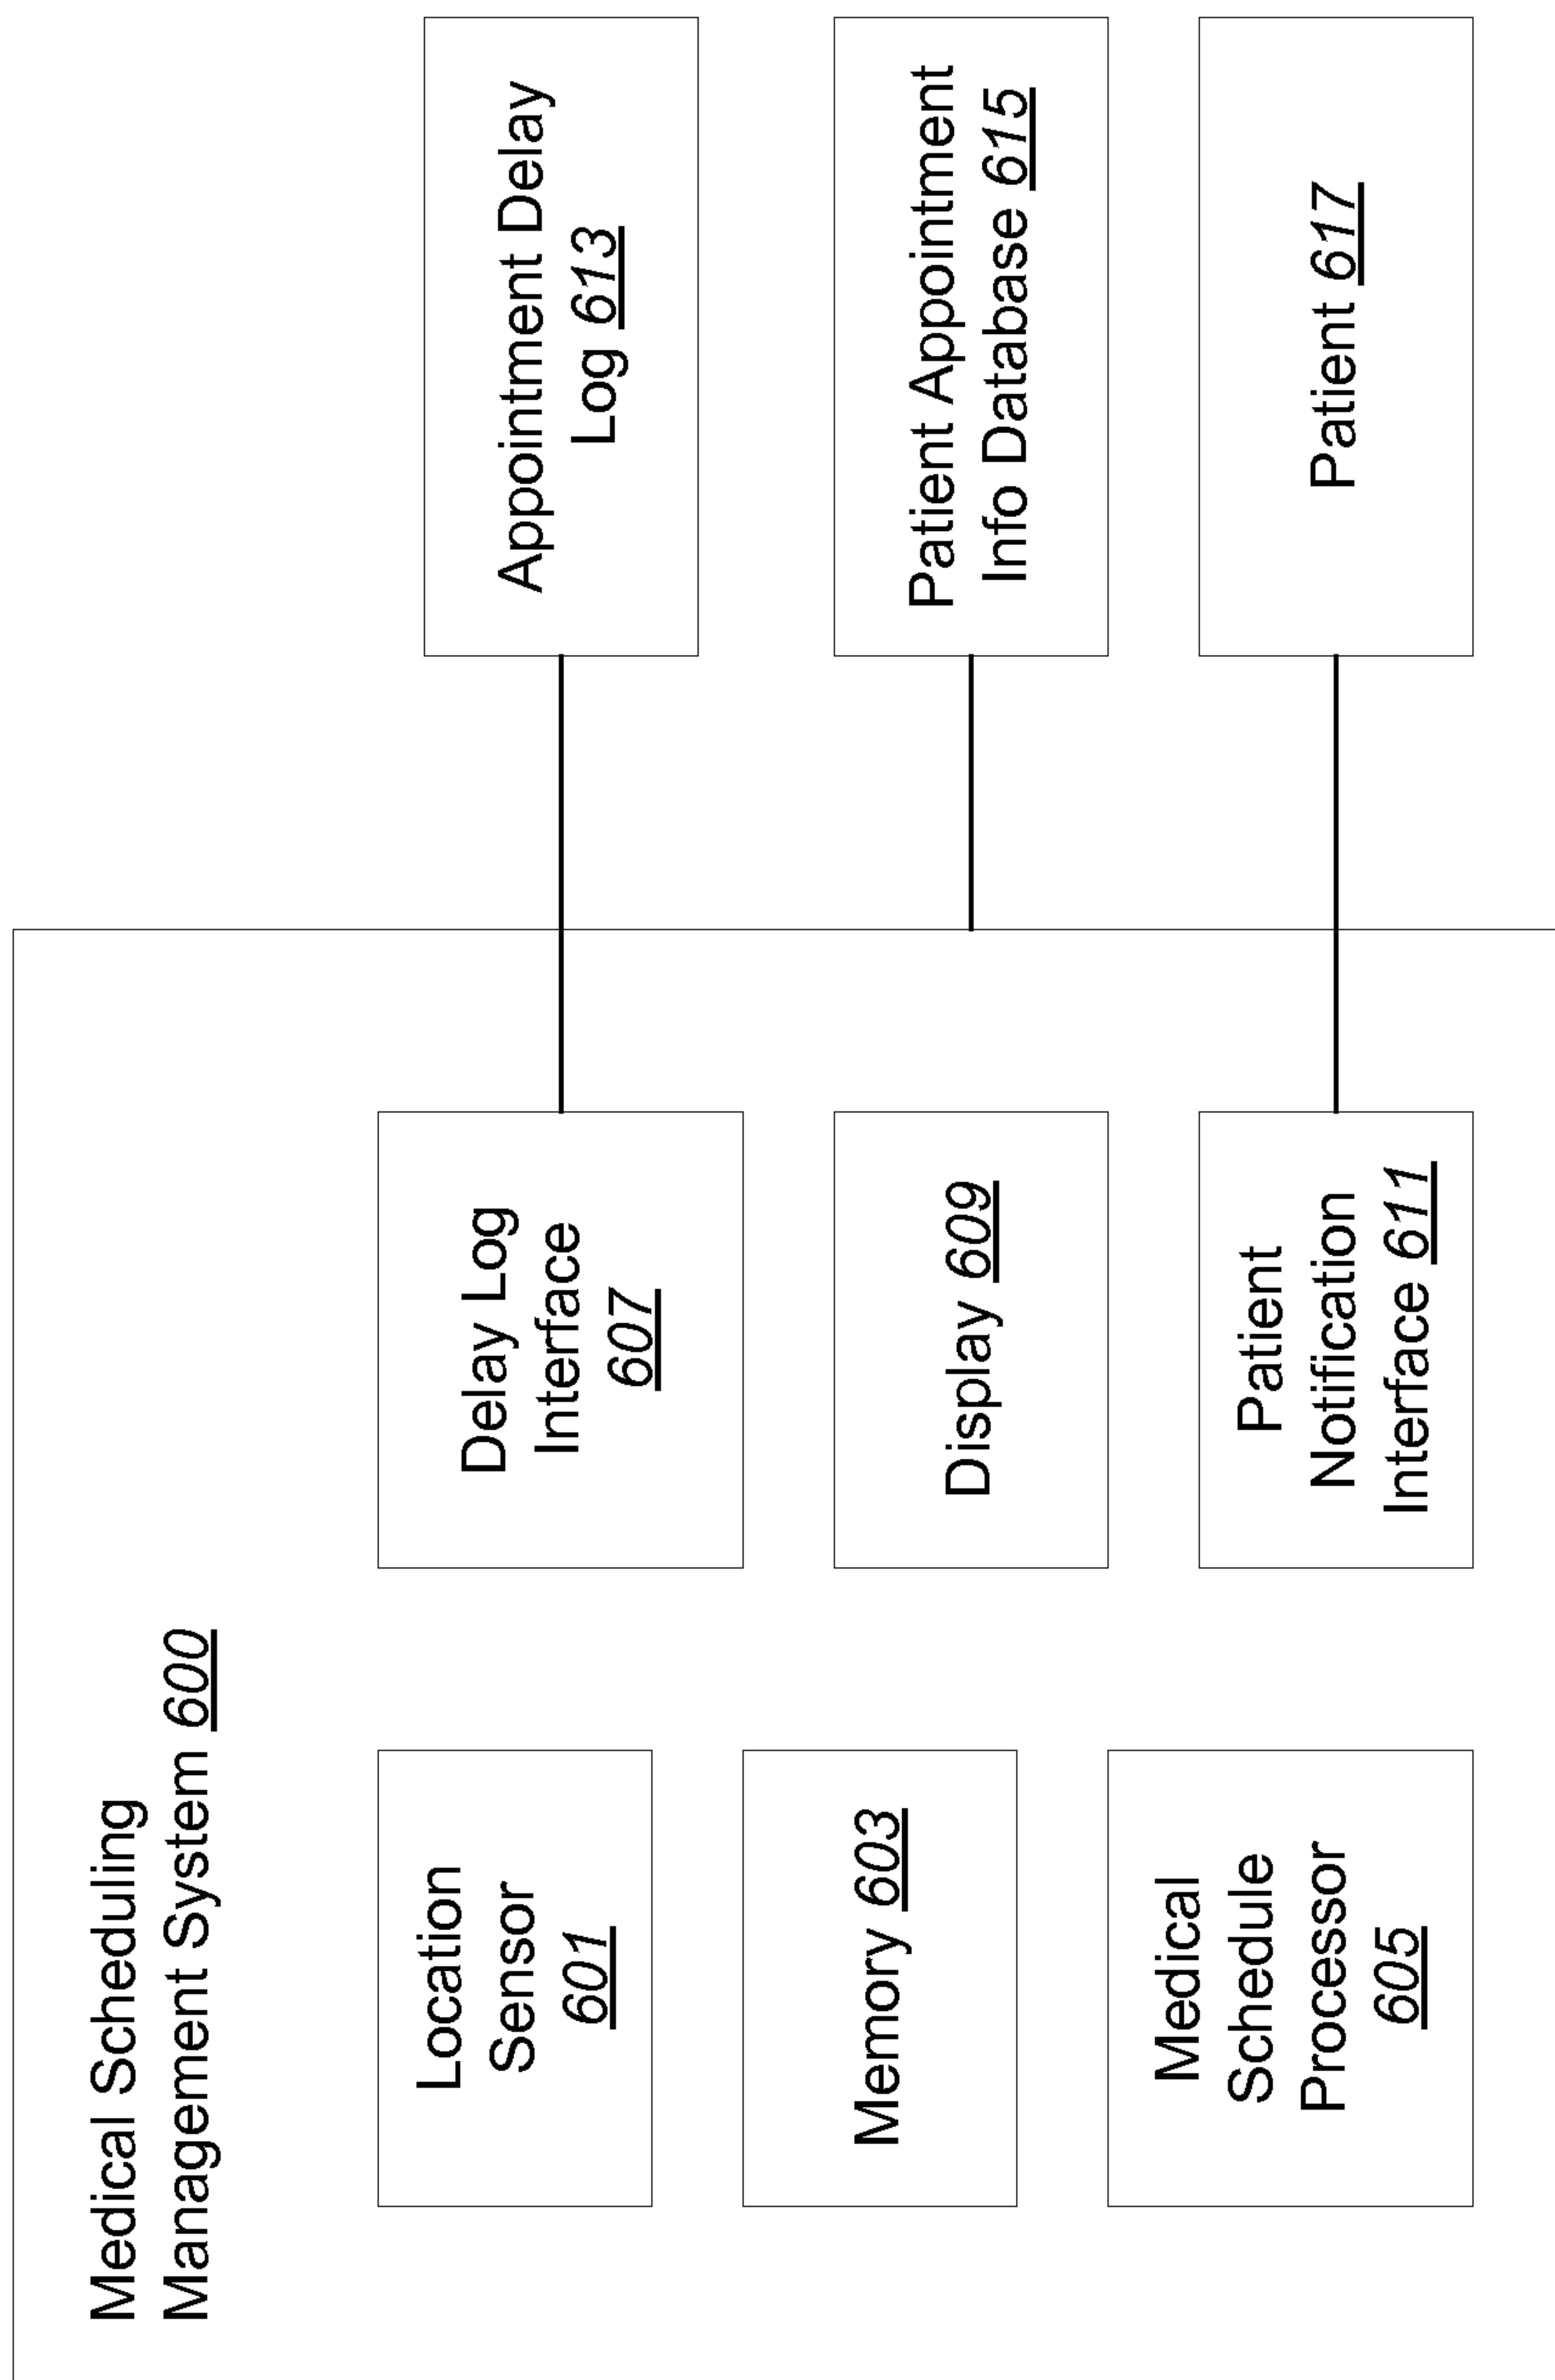 Medical Scheduling
Management System 600
Location
Sensor
601
Memory 603
Medical
Schedule
Processor
605
Delay Log
Interface
607
Display 609
Patient
Notification
Interface 611
Appointment Delay
Log 613
Patient Appointment
Info Database 615
Patient 617